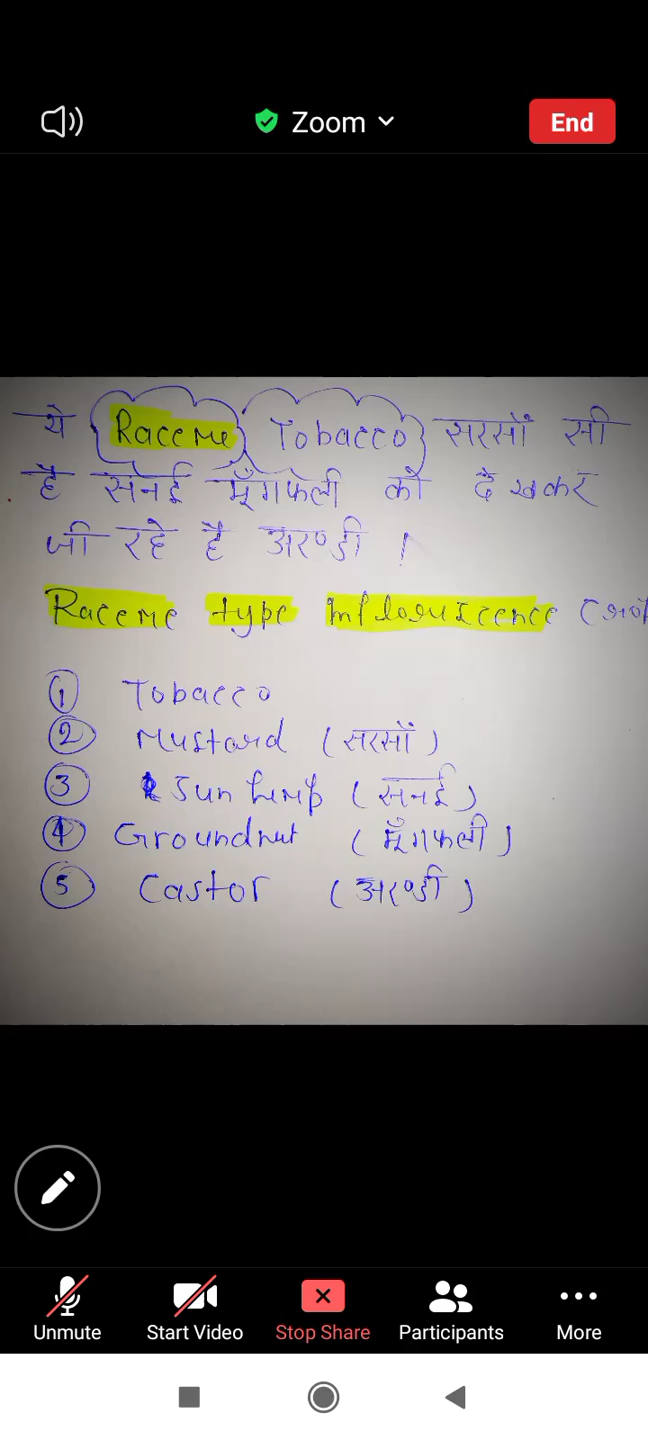 Zoom
End
ये Raceme Tobacco सरसों सी
है सनई मूँगफली को देखकर
जी रहे है अरण्डी ।
Raceme type Infloruscence
① Tobacco
② Mustard (सरसों)
③ Sun hemp (सनई)
④ Groundnut (मूँगफली)
⑤ Castor (अरण्डी)
Unmute Start Video Stop Share Participants More